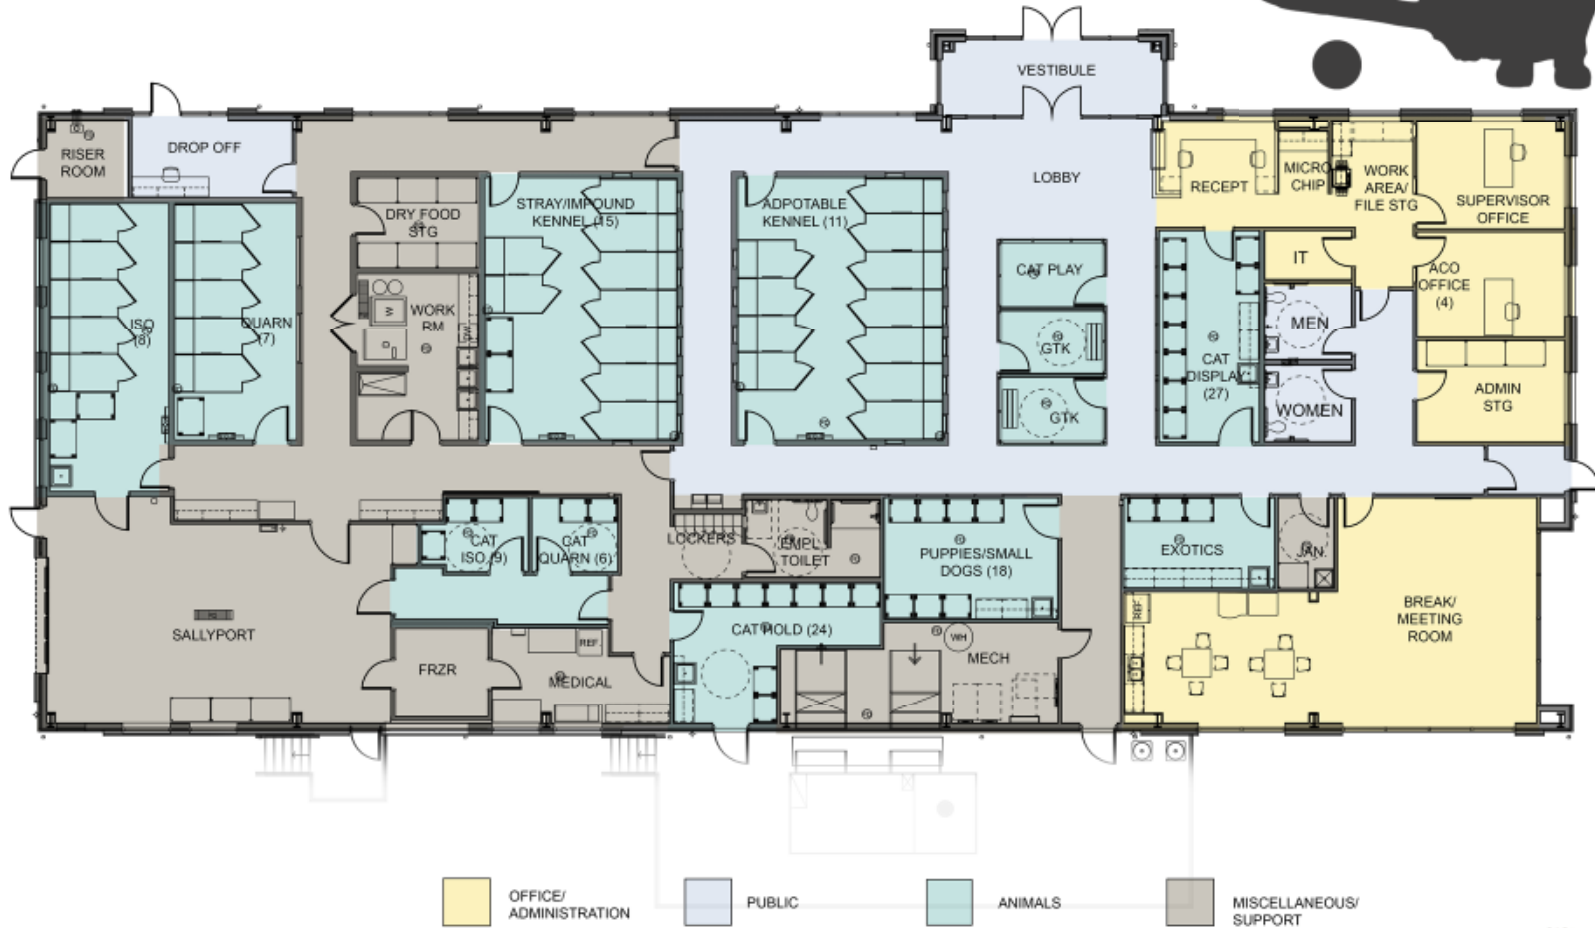 VESTIBULE
RISER
ROOM
DROP OFF
LOBBY
RECEPT
MICRO
CHIP
WORK
AREA/
FILE STG
SUPERVISOR
OFFICE
DRY FOOD
STG
STRAY/IMPOUND
KENNEL (15)
ADPOTABLE
KENNEL (11)
CAT PLAY
IT
ACO
OFFICE
(4)
ISO
(8)
QUARN
(7)
W
WORK
RM
DW
D
GTK
GTK
CAT
DISPLAY
(27)
MEN
WOMEN
ADMIN
STG
CAT
ISO (9)
CAT
QUARN (6)
LOCKERS
EMPL
TOILET
PUPPIES/SMALL
DOGS (18)
EXOTICS
JAN.
SALLYPORT
FRZR
REF.
MEDICAL
CAT HOLD (24)
WH
MECH
REF.
BREAK/
MEETING
ROOM
OFFICE/
ADMINISTRATION
PUBLIC
ANIMALS
MISCELLANEOUS/
SUPPORT